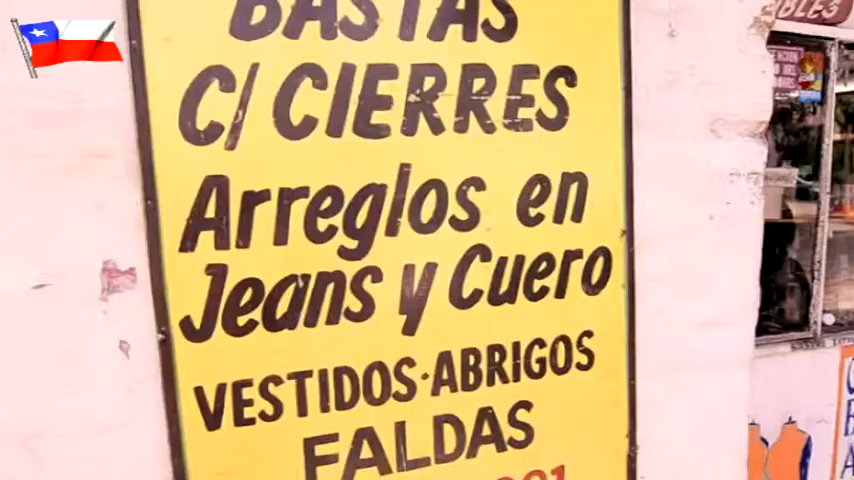 BASTAS
C/ CIERRES
Arreglos en
Jeans y Cuero
VESTIDOS·ABRIGOS
FALDAS